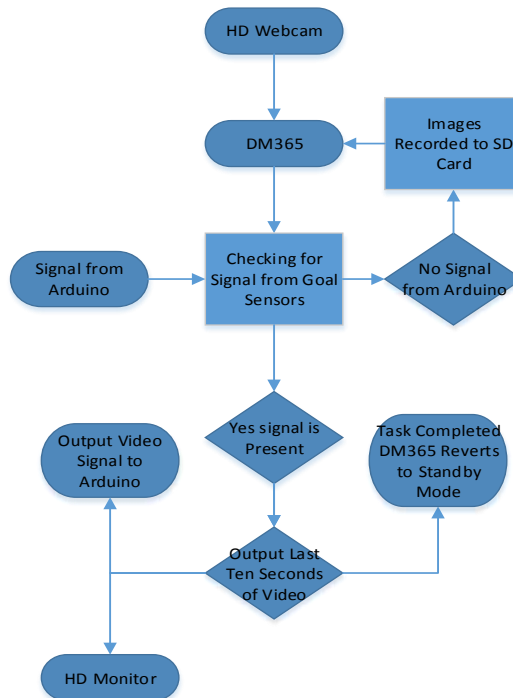 HD Webcam
DM365
Images
Recorded to SD
Card
Signal from
Arduino
Checking for
Signal from Goal
Sensors
No Signal
from Arduino
Yes signal is
Present
Output Video
Signal to
Arduino
Task Completed
DM365 Reverts
to Standby
Mode
Output Last
Ten Seconds
of Video
HD Monitor